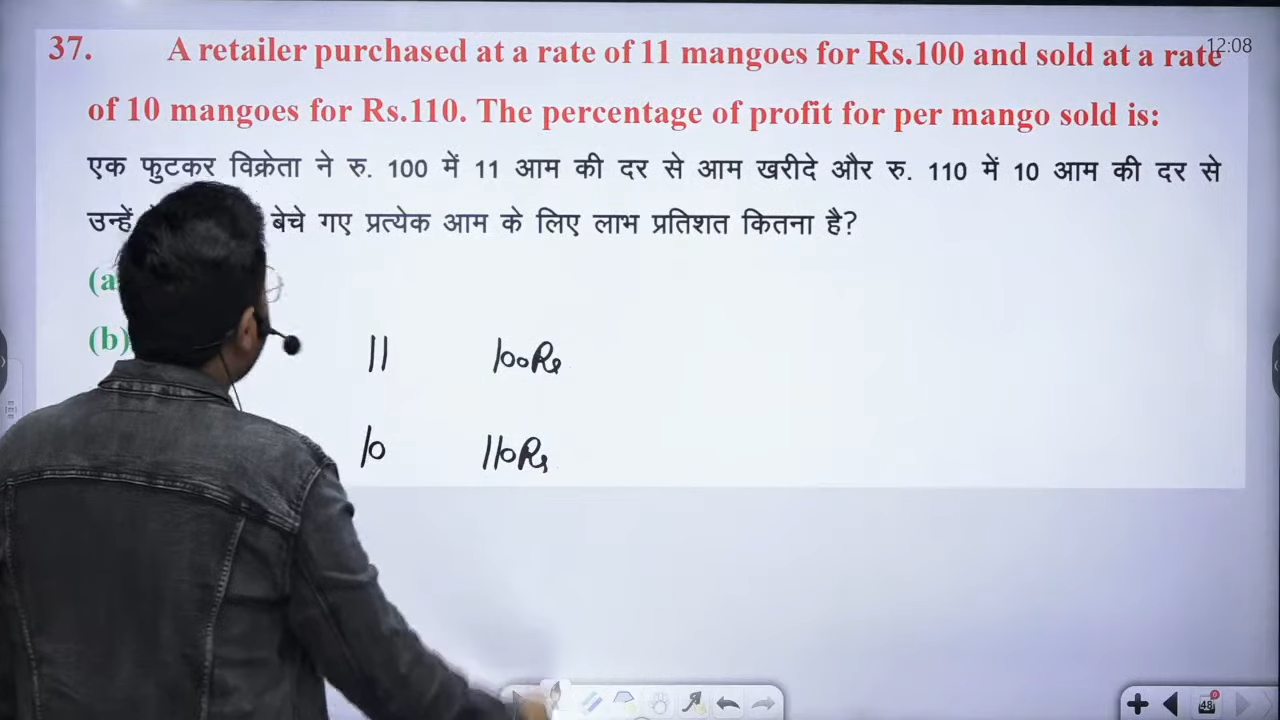 12:08
37. A retailer purchased at a rate of 11 mangoes for Rs.100 and sold at a rate
of 10 mangoes for Rs.110. The percentage of profit for per mango sold is:
एक फुटकर विक्रेता ने रु. 100 में 11 आम की दर से आम खरीदे और रु. 110 में 10 आम की दर से
उन्हें बेचे गए प्रत्येक आम के लिए लाभ प्रतिशत कितना है?
(a
(b)
11 100Rs
10 110Rs
48